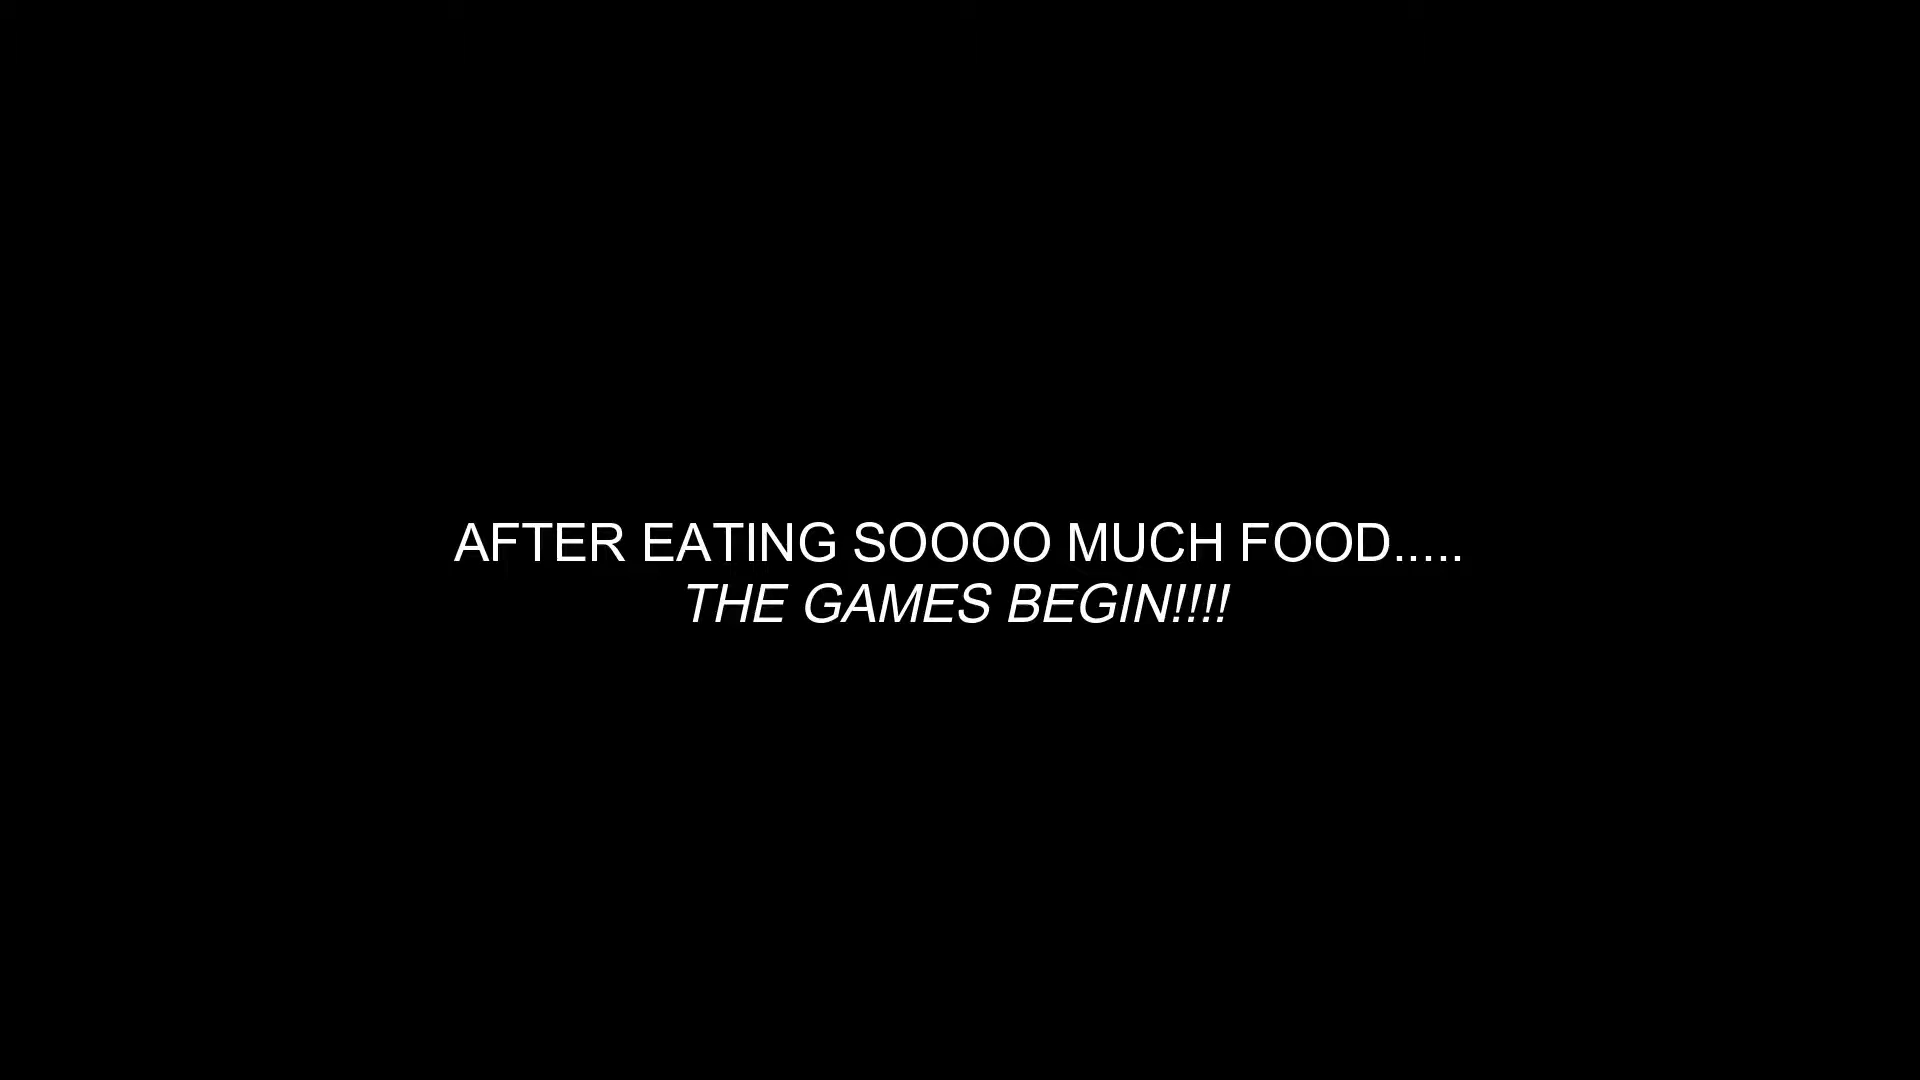 AFTER EATING SOOOO MUCH FOOD.....
THE GAMES BEGIN!!!!